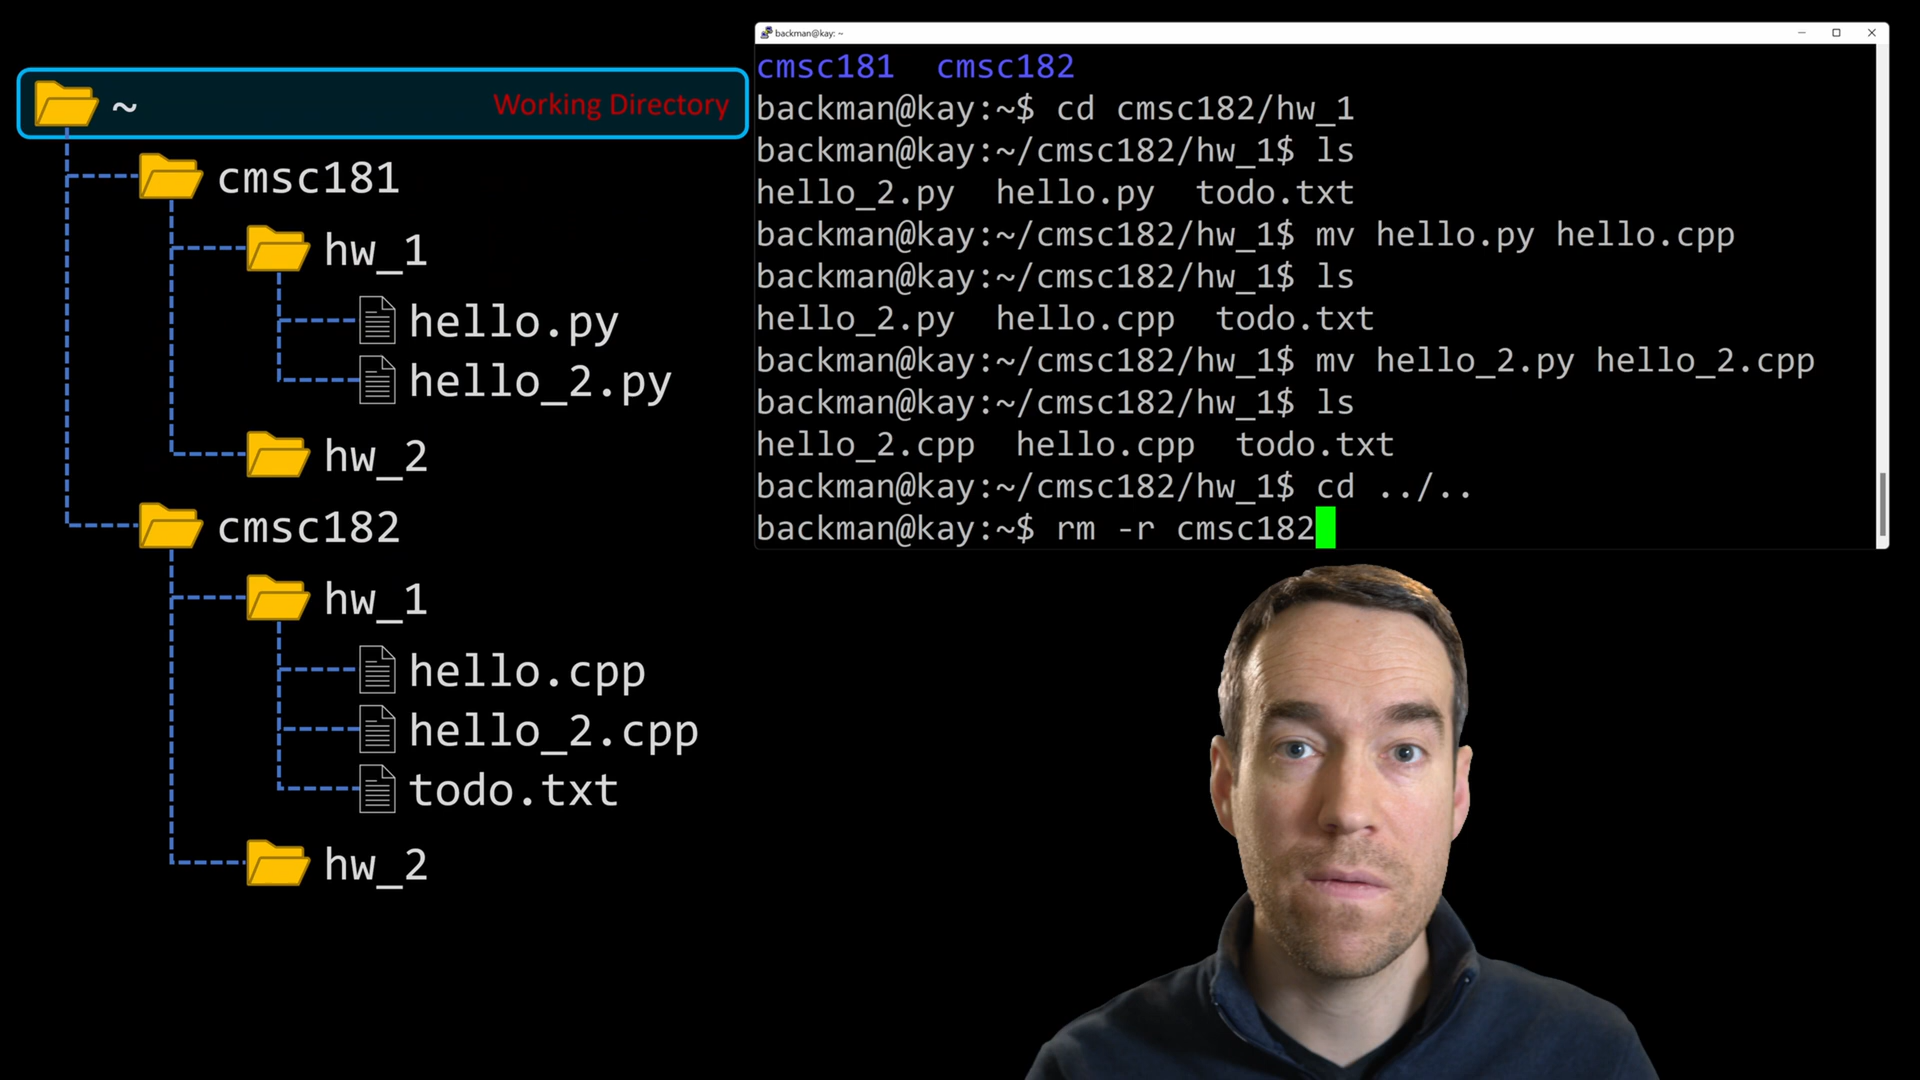 ~ Working Directory
cmsc181
hw_1
hello.py
hello_2.py
hw_2
cmsc182
hw_1
hello.cpp
hello_2.cpp
todo.txt
hw_2
backman@kay: ~
cmsc181  cmsc182
backman@kay:~$ cd cmsc182/hw_1
backman@kay:~/cmsc182/hw_1$ ls
hello_2.py  hello.py  todo.txt
backman@kay:~/cmsc182/hw_1$ mv hello.py hello.cpp
backman@kay:~/cmsc182/hw_1$ ls
hello_2.py  hello.cpp  todo.txt
backman@kay:~/cmsc182/hw_1$ mv hello_2.py hello_2.cpp
backman@kay:~/cmsc182/hw_1$ ls
hello_2.cpp  hello.cpp  todo.txt
backman@kay:~/cmsc182/hw_1$ cd ../..
backman@kay:~$ rm -r cmsc182